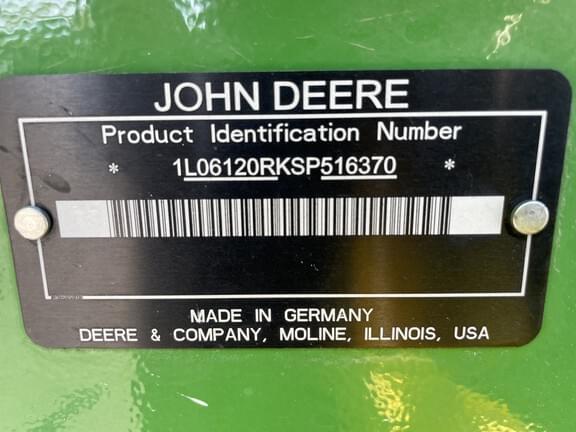 JOHN DEERE
Product Identification Number
* 1L06120RKSP516370 *
MADE IN GERMANY
DEERE & COMPANY, MOLINE, ILLINOIS, USA